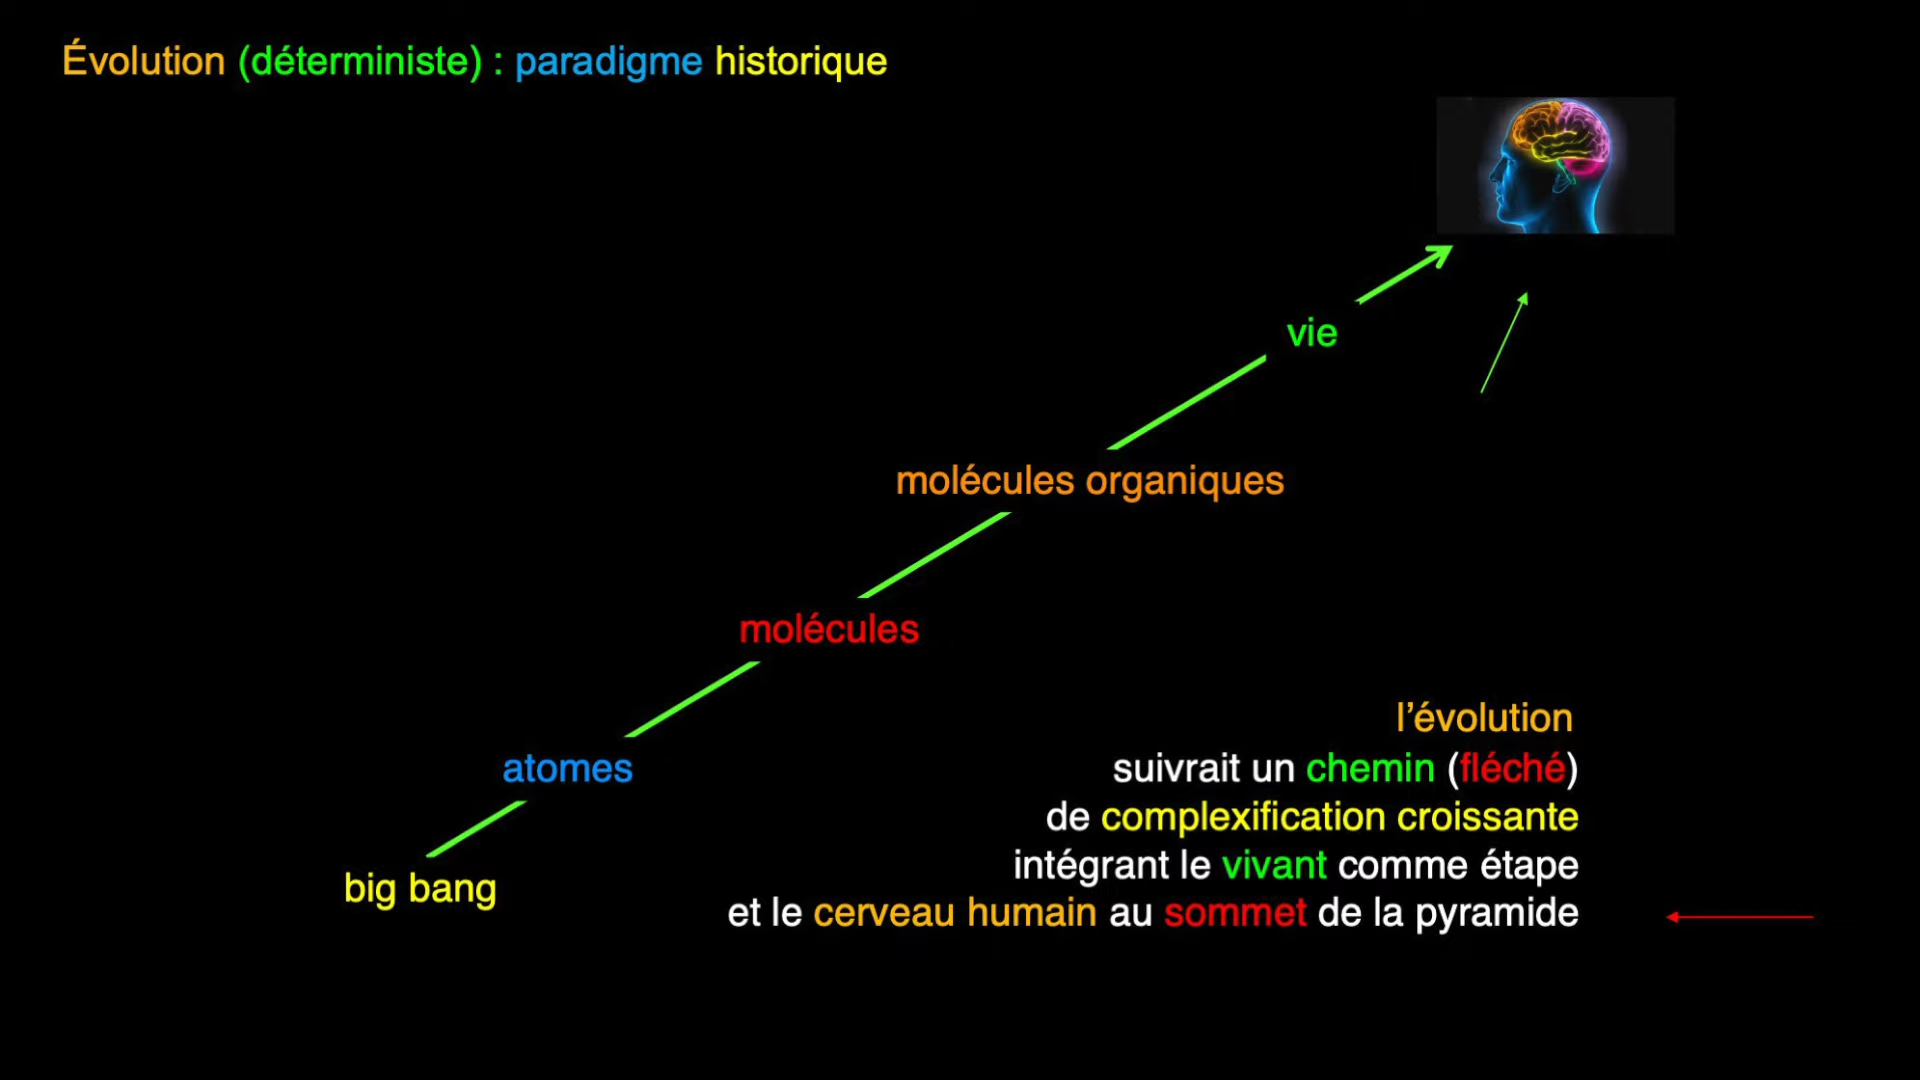 Évolution (déterministe) : paradigme historique
vie
molécules organiques
molécules
atomes
big bang
l’évolution
suivrait un chemin (fléché)
de complexification croissante
intégrant le vivant comme étape
et le cerveau humain au sommet de la pyramide